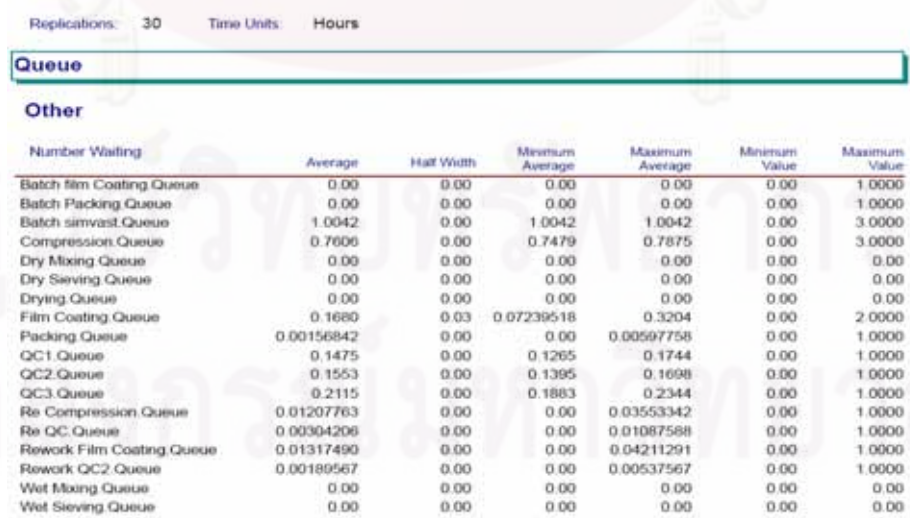 Replications: 30 Time Units: Hours
Queue
Other
Number Waiting Average Half Width Minimum Average Maximum Average Minimum Value Maximum Value
Batch film Coating.Queue 0.00 0.00 0.00 0.00 0.00 1.0000
Batch Packing.Queue 0.00 0.00 0.00 0.00 0.00 1.0000
Batch simvast.Queue 1.0042 0.00 1.0042 1.0042 0.00 3.0000
Compression.Queue 0.7606 0.00 0.7479 0.7875 0.00 3.0000
Dry Mixing.Queue 0.00 0.00 0.00 0.00 0.00 0.00
Dry Sieving.Queue 0.00 0.00 0.00 0.00 0.00 0.00
Drying.Queue 0.00 0.00 0.00 0.00 0.00 0.00
Film Coating.Queue 0.1680 0.03 0.07239518 0.3204 0.00 2.0000
Packing.Queue 0.00156842 0.00 0.00 0.00597758 0.00 1.0000
QC1.Queue 0.1475 0.00 0.1265 0.1744 0.00 1.0000
QC2.Queue 0.1553 0.00 0.1395 0.1698 0.00 1.0000
QC3.Queue 0.2115 0.00 0.1883 0.2344 0.00 1.0000
Re Compression.Queue 0.01207763 0.00 0.00 0.03553342 0.00 1.0000
Re QC.Queue 0.00304206 0.00 0.00 0.01087588 0.00 1.0000
Rework Film Coating.Queue 0.01317490 0.00 0.00 0.04211291 0.00 1.0000
Rework QC2.Queue 0.00189567 0.00 0.00 0.00537567 0.00 1.0000
Wet Mixing.Queue 0.00 0.00 0.00 0.00 0.00 0.00
Wet Sieving.Queue 0.00 0.00 0.00 0.00 0.00 0.00